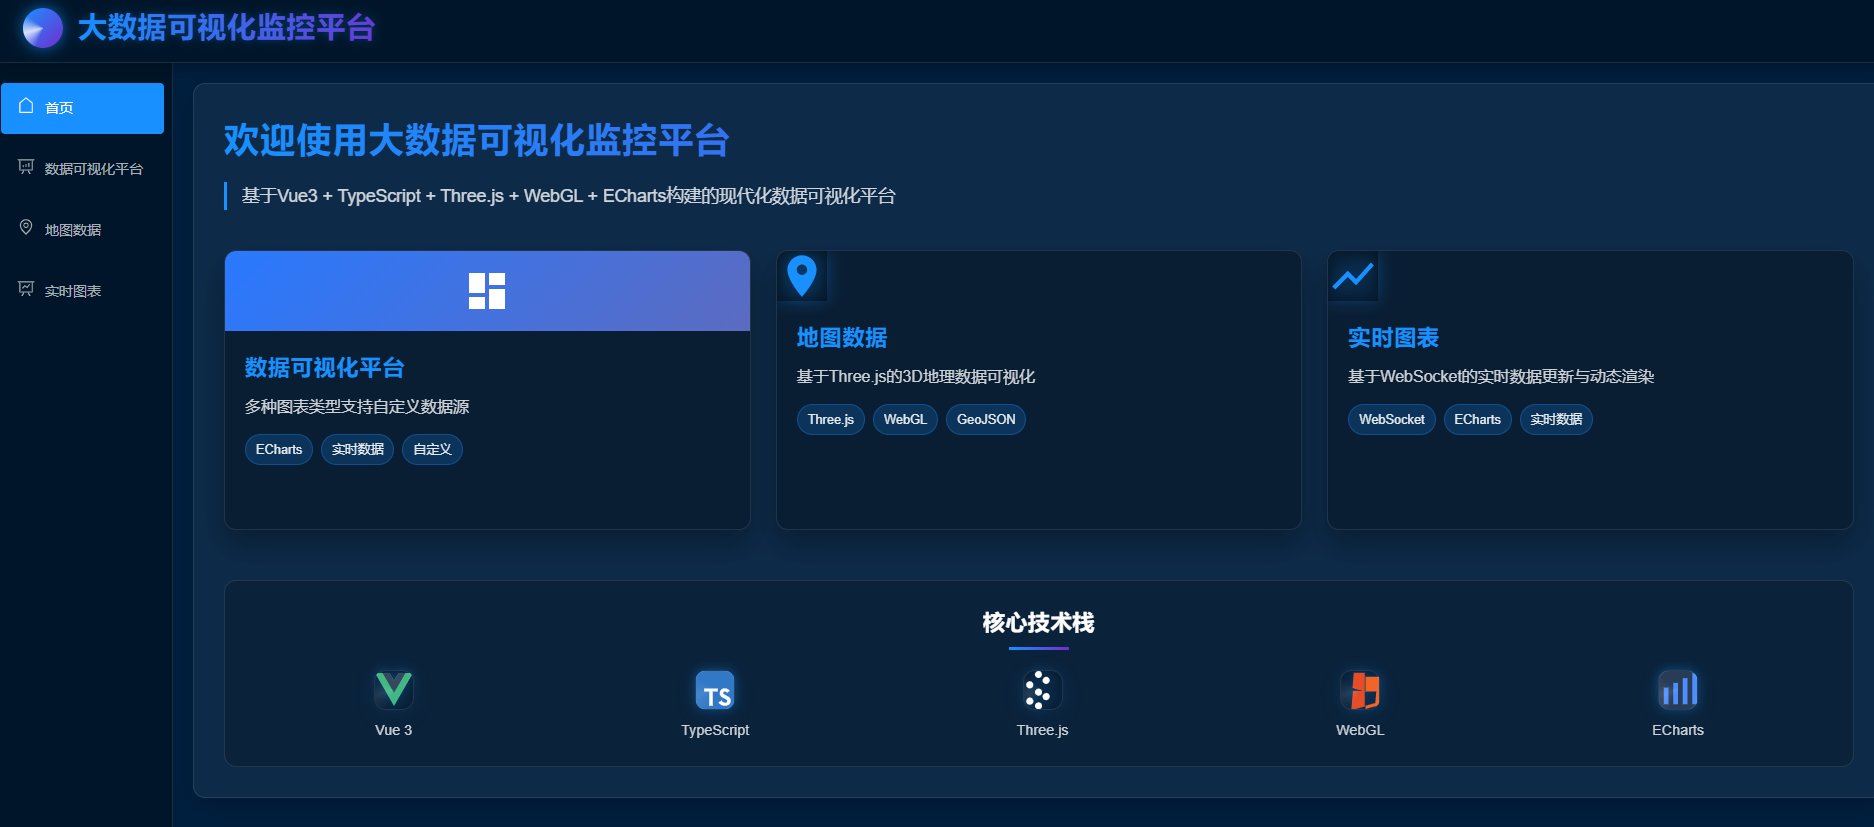 大数据可视化监控平台
首页
数据可视化平台
地图数据
实时图表
欢迎使用大数据可视化监控平台
基于Vue3 + TypeScript + Three.js + WebGL + ECharts构建的现代化数据可视化平台
数据可视化平台
多种图表类型支持自定义数据源
ECharts 实时数据 自定义
地图数据
基于Three.js的3D地理数据可视化
Three.js WebGL GeoJSON
实时图表
基于WebSocket的实时数据更新与动态渲染
WebSocket ECharts 实时数据
核心技术栈
TS
Vue 3 TypeScript Three.js WebGL ECharts